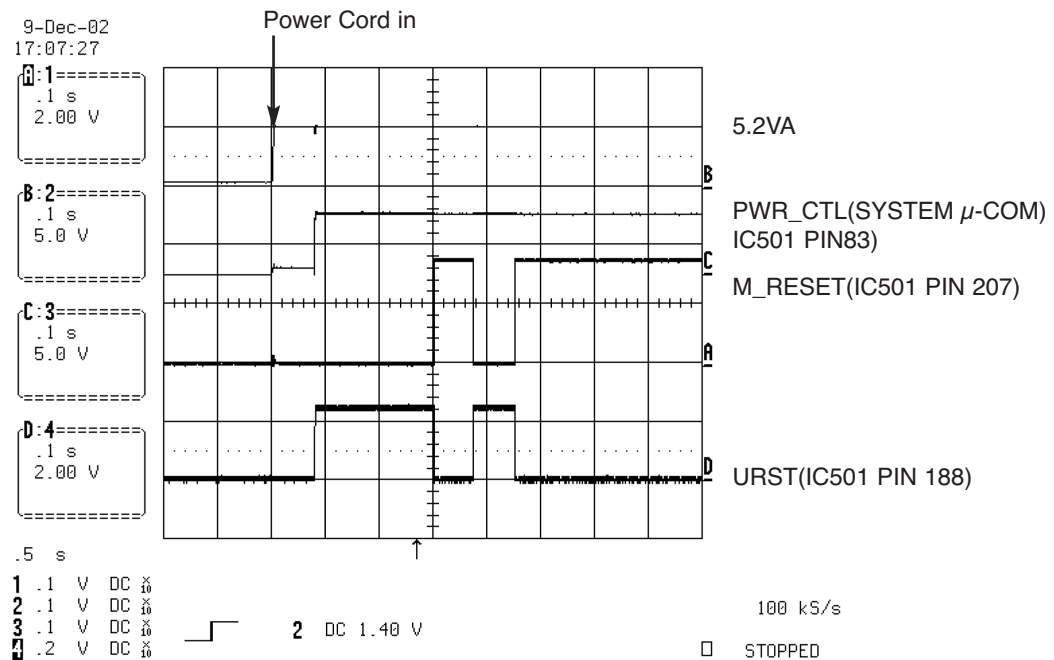 Power Cord in
9-Dec-02
17:07:27
A:1
.1 s
2.00 V
B:2
.1 s
5.0 V
C:3
.1 s
5.0 V
D:4
.1 s
2.00 V
5.2VA
B
PWR_CTL(SYSTEM µ-COM)
IC501 PIN83)
C
M_RESET(IC501 PIN 207)
A
D
URST(IC501 PIN 188)
.5 s
1 .1 V DC X10
2 .1 V DC X10
3 .1 V DC X10
4 .2 V DC X10
2 DC 1.40 V
100 kS/s
STOPPED